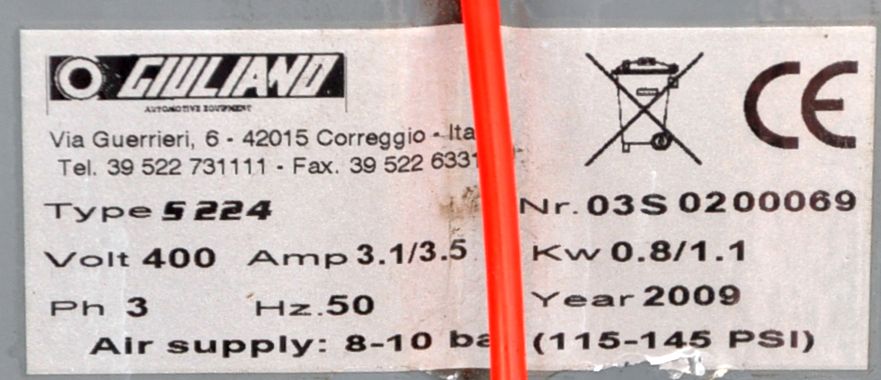 GIULIANO
AUTOMOTIVE EQUIPMENT
Via Guerrieri, 6 - 42015 Correggio - Ita
Tel. 39 522 731111 - Fax. 39 522 6331
Type S 224 Nr. 03S 0200069
Volt 400 Amp 3.1/3.5 Kw 0.8/1.1
Ph 3 Hz.50 Year 2009
Air supply: 8-10 ba (115-145 PSI)
CE